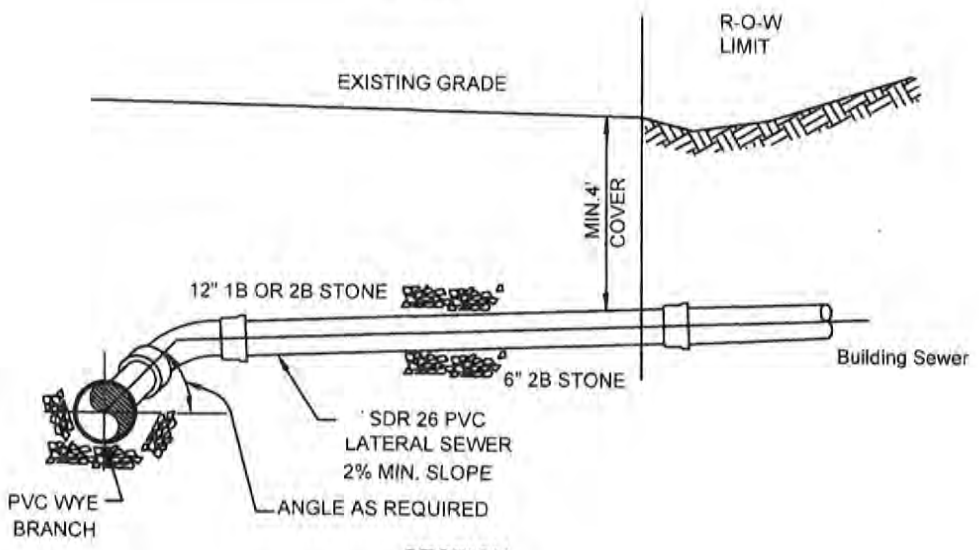 R-O-W
LIMIT
EXISTING GRADE
MIN.4'
COVER
12" 1B OR 2B STONE
Building Sewer
6" 2B STONE
SDR 26 PVC
LATERAL SEWER
2% MIN. SLOPE
PVC WYE
BRANCH
ANGLE AS REQUIRED